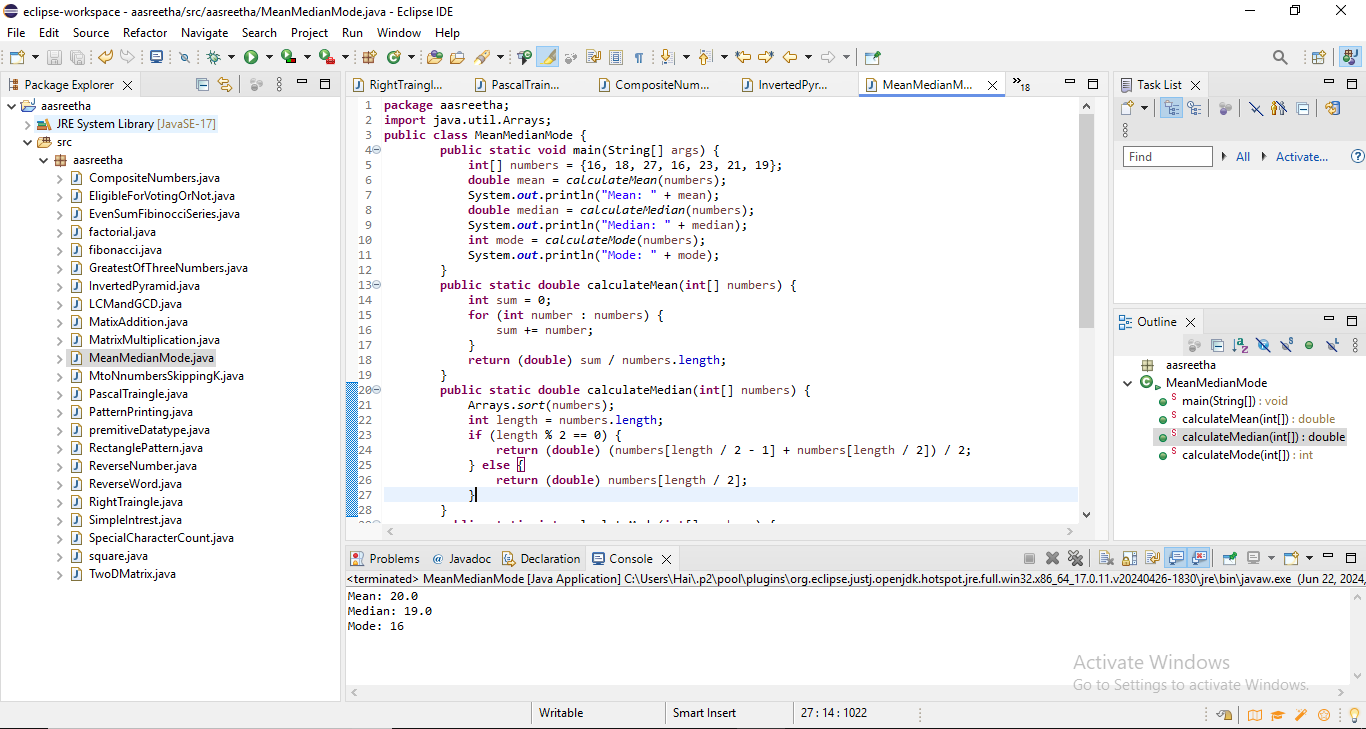 eclipse-workspace - aasreetha/src/aasreetha/MeanMedianMode.java - Eclipse IDE
File Edit Source Refactor Navigate Search Project Run Window Help
Package Explorer
aasreetha
JRE System Library [JavaSE-17]
src
aasreetha
CompositeNumbers.java
EligibleForVotingOrNot.java
EvenSumFibinocciSeries.java
factorial.java
fibonacci.java
GreatestOfThreeNumbers.java
InvertedPyramid.java
LCMandGCD.java
MatixAddition.java
MatrixMultiplication.java
MeanMedianMode.java
MtoNnumbersSkippingK.java
PascalTraingle.java
PatternPrinting.java
premitiveDatatype.java
RectanglePattern.java
ReverseNumber.java
ReverseWord.java
RightTraingle.java
SimpleIntrest.java
SpecialCharacterCount.java
square.java
TwoDMatrix.java
RightTraingl... PascalTrain... CompositeNum... InvertedPyr... MeanMedianM... 18
1 package aasreetha;
2 import java.util.Arrays;
3 public class MeanMedianMode {
4 public static void main(String[] args) {
5 int[] numbers = {16, 18, 27, 16, 23, 21, 19};
6 double mean = calculateMean(numbers);
7 System.out.println("Mean: " + mean);
8 double median = calculateMedian(numbers);
9 System.out.println("Median: " + median);
10 int mode = calculateMode(numbers);
11 System.out.println("Mode: " + mode);
12 }
13 public static double calculateMean(int[] numbers) {
14 int sum = 0;
15 for (int number : numbers) {
16 sum += number;
17 }
18 return (double) sum / numbers.length;
19 }
20 public static double calculateMedian(int[] numbers) {
21 Arrays.sort(numbers);
22 int length = numbers.length;
23 if (length % 2 == 0) {
24 return (double) (numbers[length / 2 - 1] + numbers[length / 2]) / 2;
25 } else {
26 return (double) numbers[length / 2];
27 }
28 }
Problems Javadoc Declaration Console
<terminated> MeanMedianMode [Java Application] C:\Users\Hai\.p2\pool\plugins\org.eclipse.justj.openjdk.hotspot.jre.full.win32.x86_64_17.0.11.v20240426-1830\jre\bin\javaw.exe (Jun 22, 2024,
Mean: 20.0
Median: 19.0
Mode: 16
Task List
Find All Activate...
Outline
aasreetha
MeanMedianMode
main(String[]) : void
calculateMean(int[]) : double
calculateMedian(int[]) : double
calculateMode(int[]) : int
Activate Windows
Go to Settings to activate Windows.
Writable Smart Insert 27 : 14 : 1022